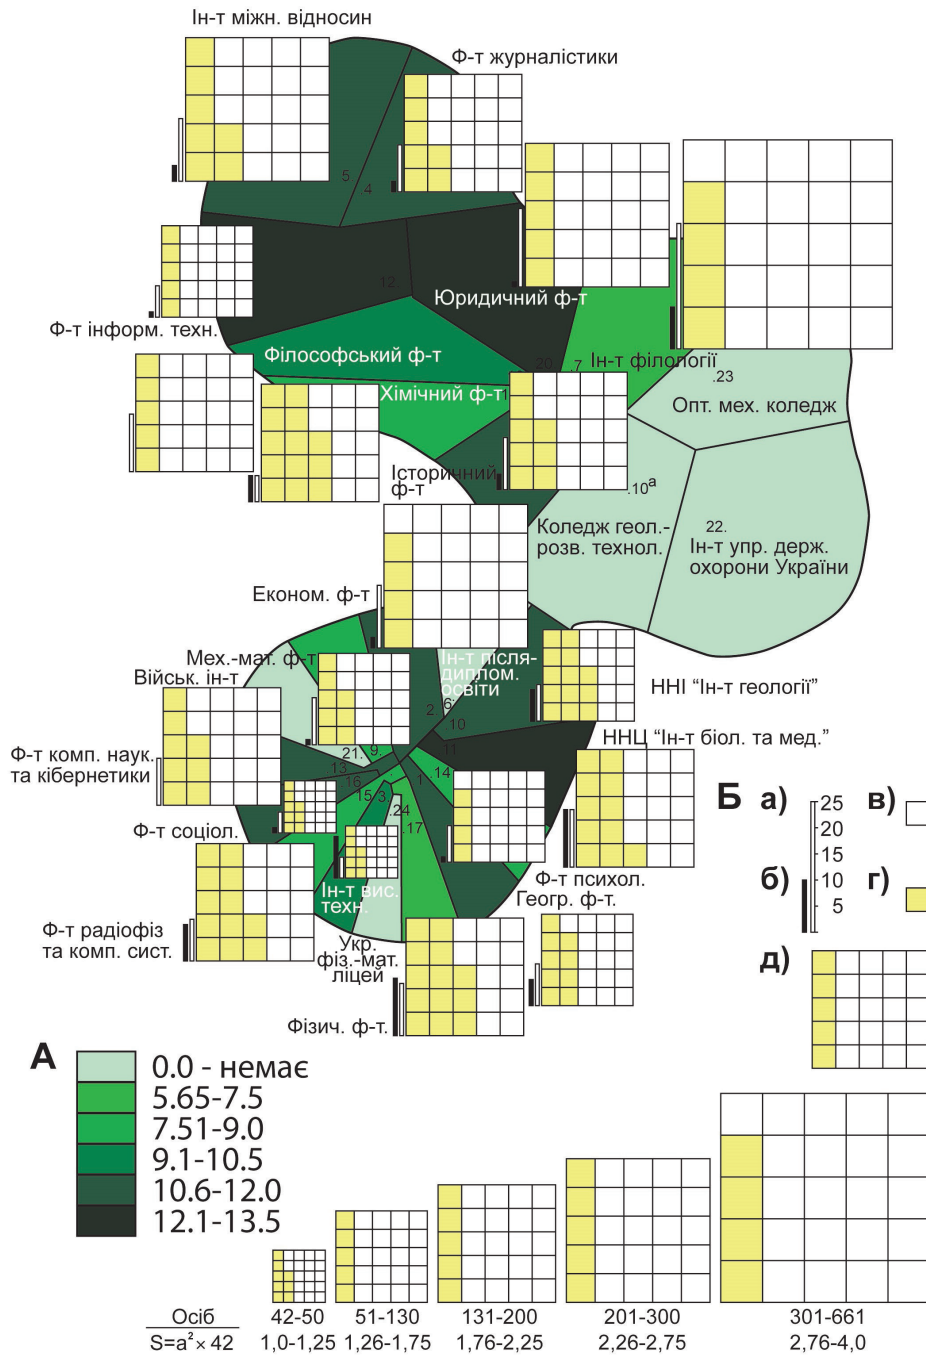 Ін-т міжн. відносин
Ф-т журналістики
5
4
12.
Юридичний ф-т
Ф-т інформ. техн.
Філософський ф-т
20
.7
Ін-т філології
.23
Хімічний ф-т
Опт. мех. коледж
Історичний
ф-т
.10ᵃ
Коледж геол.-
розв. технол.
22.
Ін-т упр. держ.
охорони України
Економ. ф-т
Мех.-мат. ф-т
Військ. ін-т
Ін-т після-
диплом.
освіти
ННІ “Ін-т геології”
2.
6
10
11
ННЦ “Ін-т біол. та мед.”
Ф-т комп. наук.
та кібернетики
21.
9
13
.16
15
3.
.24
.17
1
.14
Ф-т соціол.
Ін-т вис.
техн.
Ф-т психол.
Геогр. ф-т.
Ф-т радіофіз
та комп. сист.
Укр.
фіз.-мат.
ліцей
Фізич. ф-т.
Б
а)
25
20
15
10
5
в)
б)
г)
д)
А
0.0 - немає
5.65-7.5
7.51-9.0
9.1-10.5
10.6-12.0
12.1-13.5
Осіб
42-50
51-130
131-200
201-300
301-661
S=a²× 42
1,0-1,25
1,26-1,75
1,76-2,25
2,26-2,75
2,76-4,0